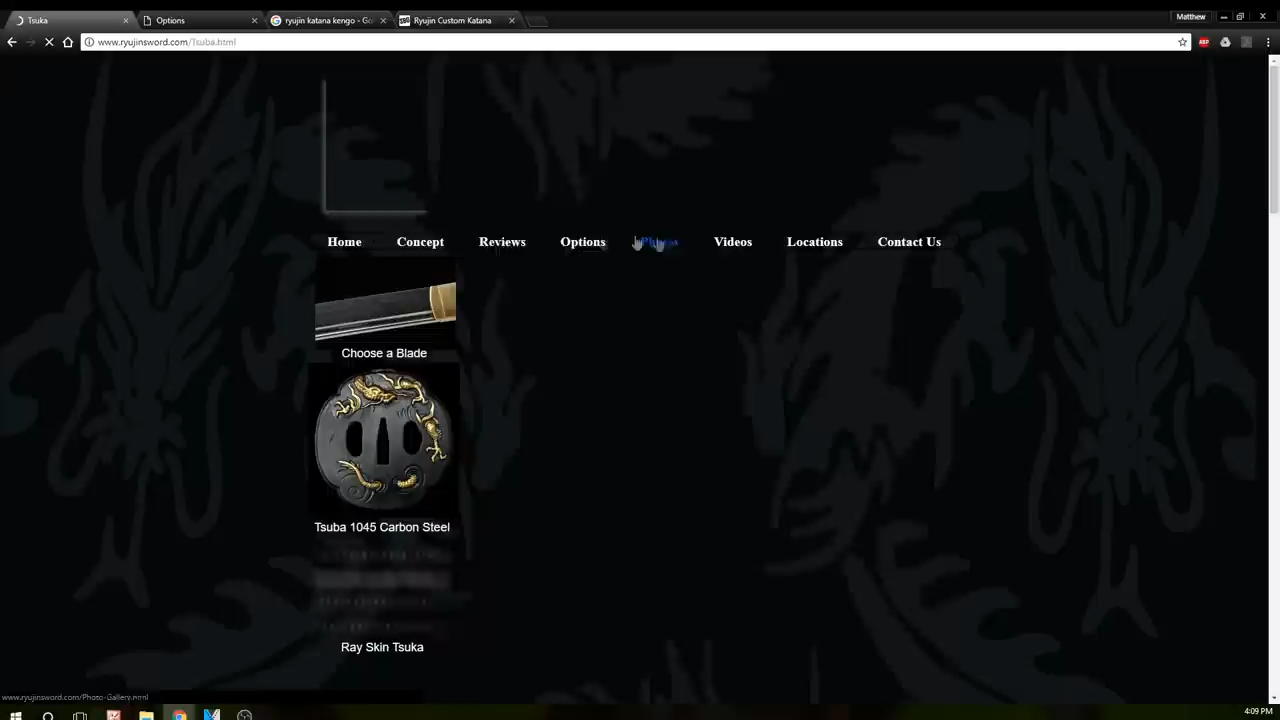 Tsuka
Options
ryujin katana kengo - Go
Ryujin Custom Katana
Matthew
www.ryujinsword.com/Tsuba.html
ABP
Home
Concept
Reviews
Options
Photos
Videos
Locations
Contact Us
Choose a Blade
Tsuba 1045 Carbon Steel
Ray Skin Tsuka
www.ryujinsword.com/Photo-Gallery.html
4:09 PM